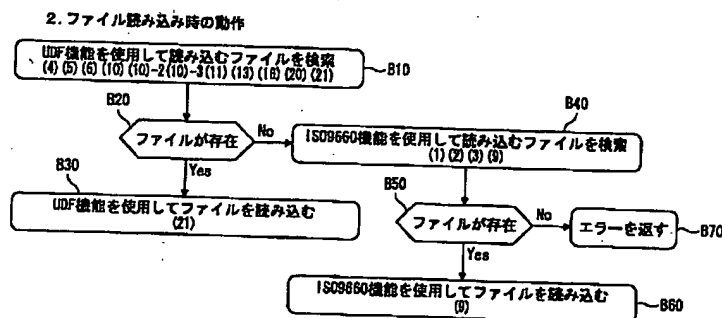 2. ファイル読み込み時の動作
UDF機能を使用して読み込むファイルを検索
(4)(5)(6)(10)(10)-2(10)-3(11)(13)(16)(20)(21)
B10
B20
ファイルが存在
No
Yes
B40
ISO9660機能を使用して読み込むファイルを検索
(1)(2)(3)(9)
B30
UDF機能を使用してファイルを読み込む
(21)
B50
ファイルが存在
No
Yes
エラーを返す
B70
ISO9660機能を使用してファイルを読み込む
(9)
B60